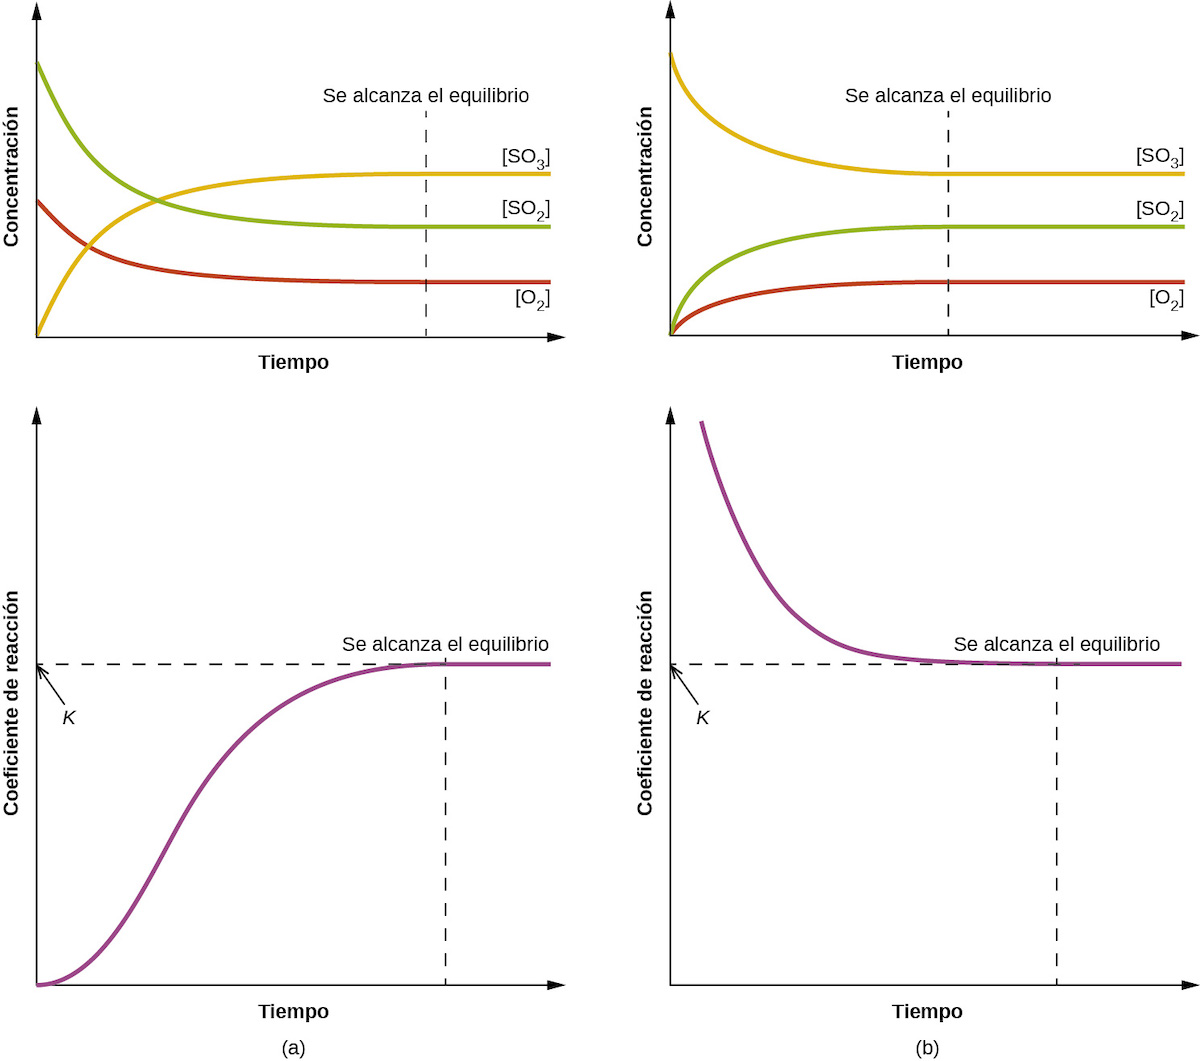 Se alcanza el equilibrio
[SO3]
[SO2]
[O2]
Concentración
Tiempo
Se alcanza el equilibrio
[SO3]
[SO2]
[O2]
Concentración
Tiempo
Se alcanza el equilibrio
K
Coeficiente de reacción
Tiempo
(a)
Se alcanza el equilibrio
K
Coeficiente de reacción
Tiempo
(b)